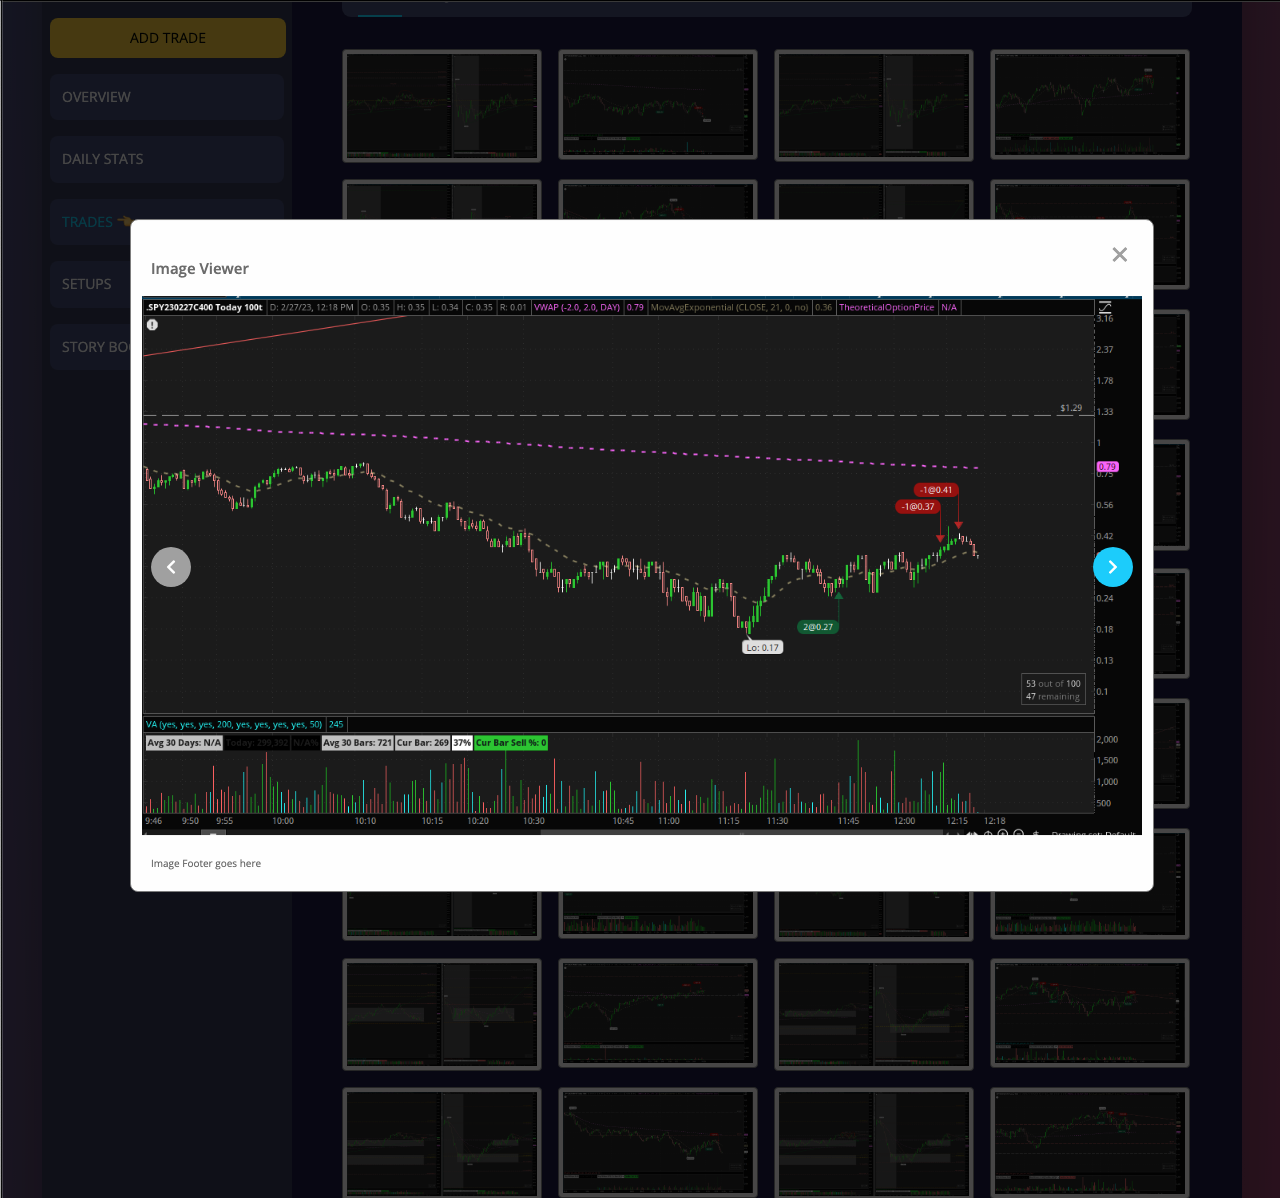 ADD TRADE
OVERVIEW
DAILY STATS
TRADES
SETUPS
STORY BO
Image Viewer
.SPY230227C400 Today 100t D: 2/27/23, 12:18 PM O: 0.35 H: 0.35 L: 0.34 C: 0.35 R: 0.01 VWAP (-2.0, 2.0, DAY) 0.79 MovAvgExponential (CLOSE, 21, 0, no) 0.36 TheoreticalOptionPrice N/A
3.16
2.37
1.78
$1.29
1.33
1
0.79
0.75
-1@0.41
-1@0.37
0.56
0.42
0.24
2@0.27
0.18
Lo: 0.17
0.13
53 out of 100
47 remaining
0.1
VA (yes, yes, yes, 200, yes, yes, yes, yes, 50) 245
Avg 30 Days: N/A Today: 299,392 N/A% Avg 30 Bars: 721 Cur Bar: 269 37% Cur Bar Sell %: 0
2,000
1,500
1,000
500
9:46 9:50 9:55 10:00 10:10 10:15 10:20 10:30 10:45 11:00 11:15 11:30 11:45 12:00 12:15 12:18
Drawing set: Default
Image Footer goes here